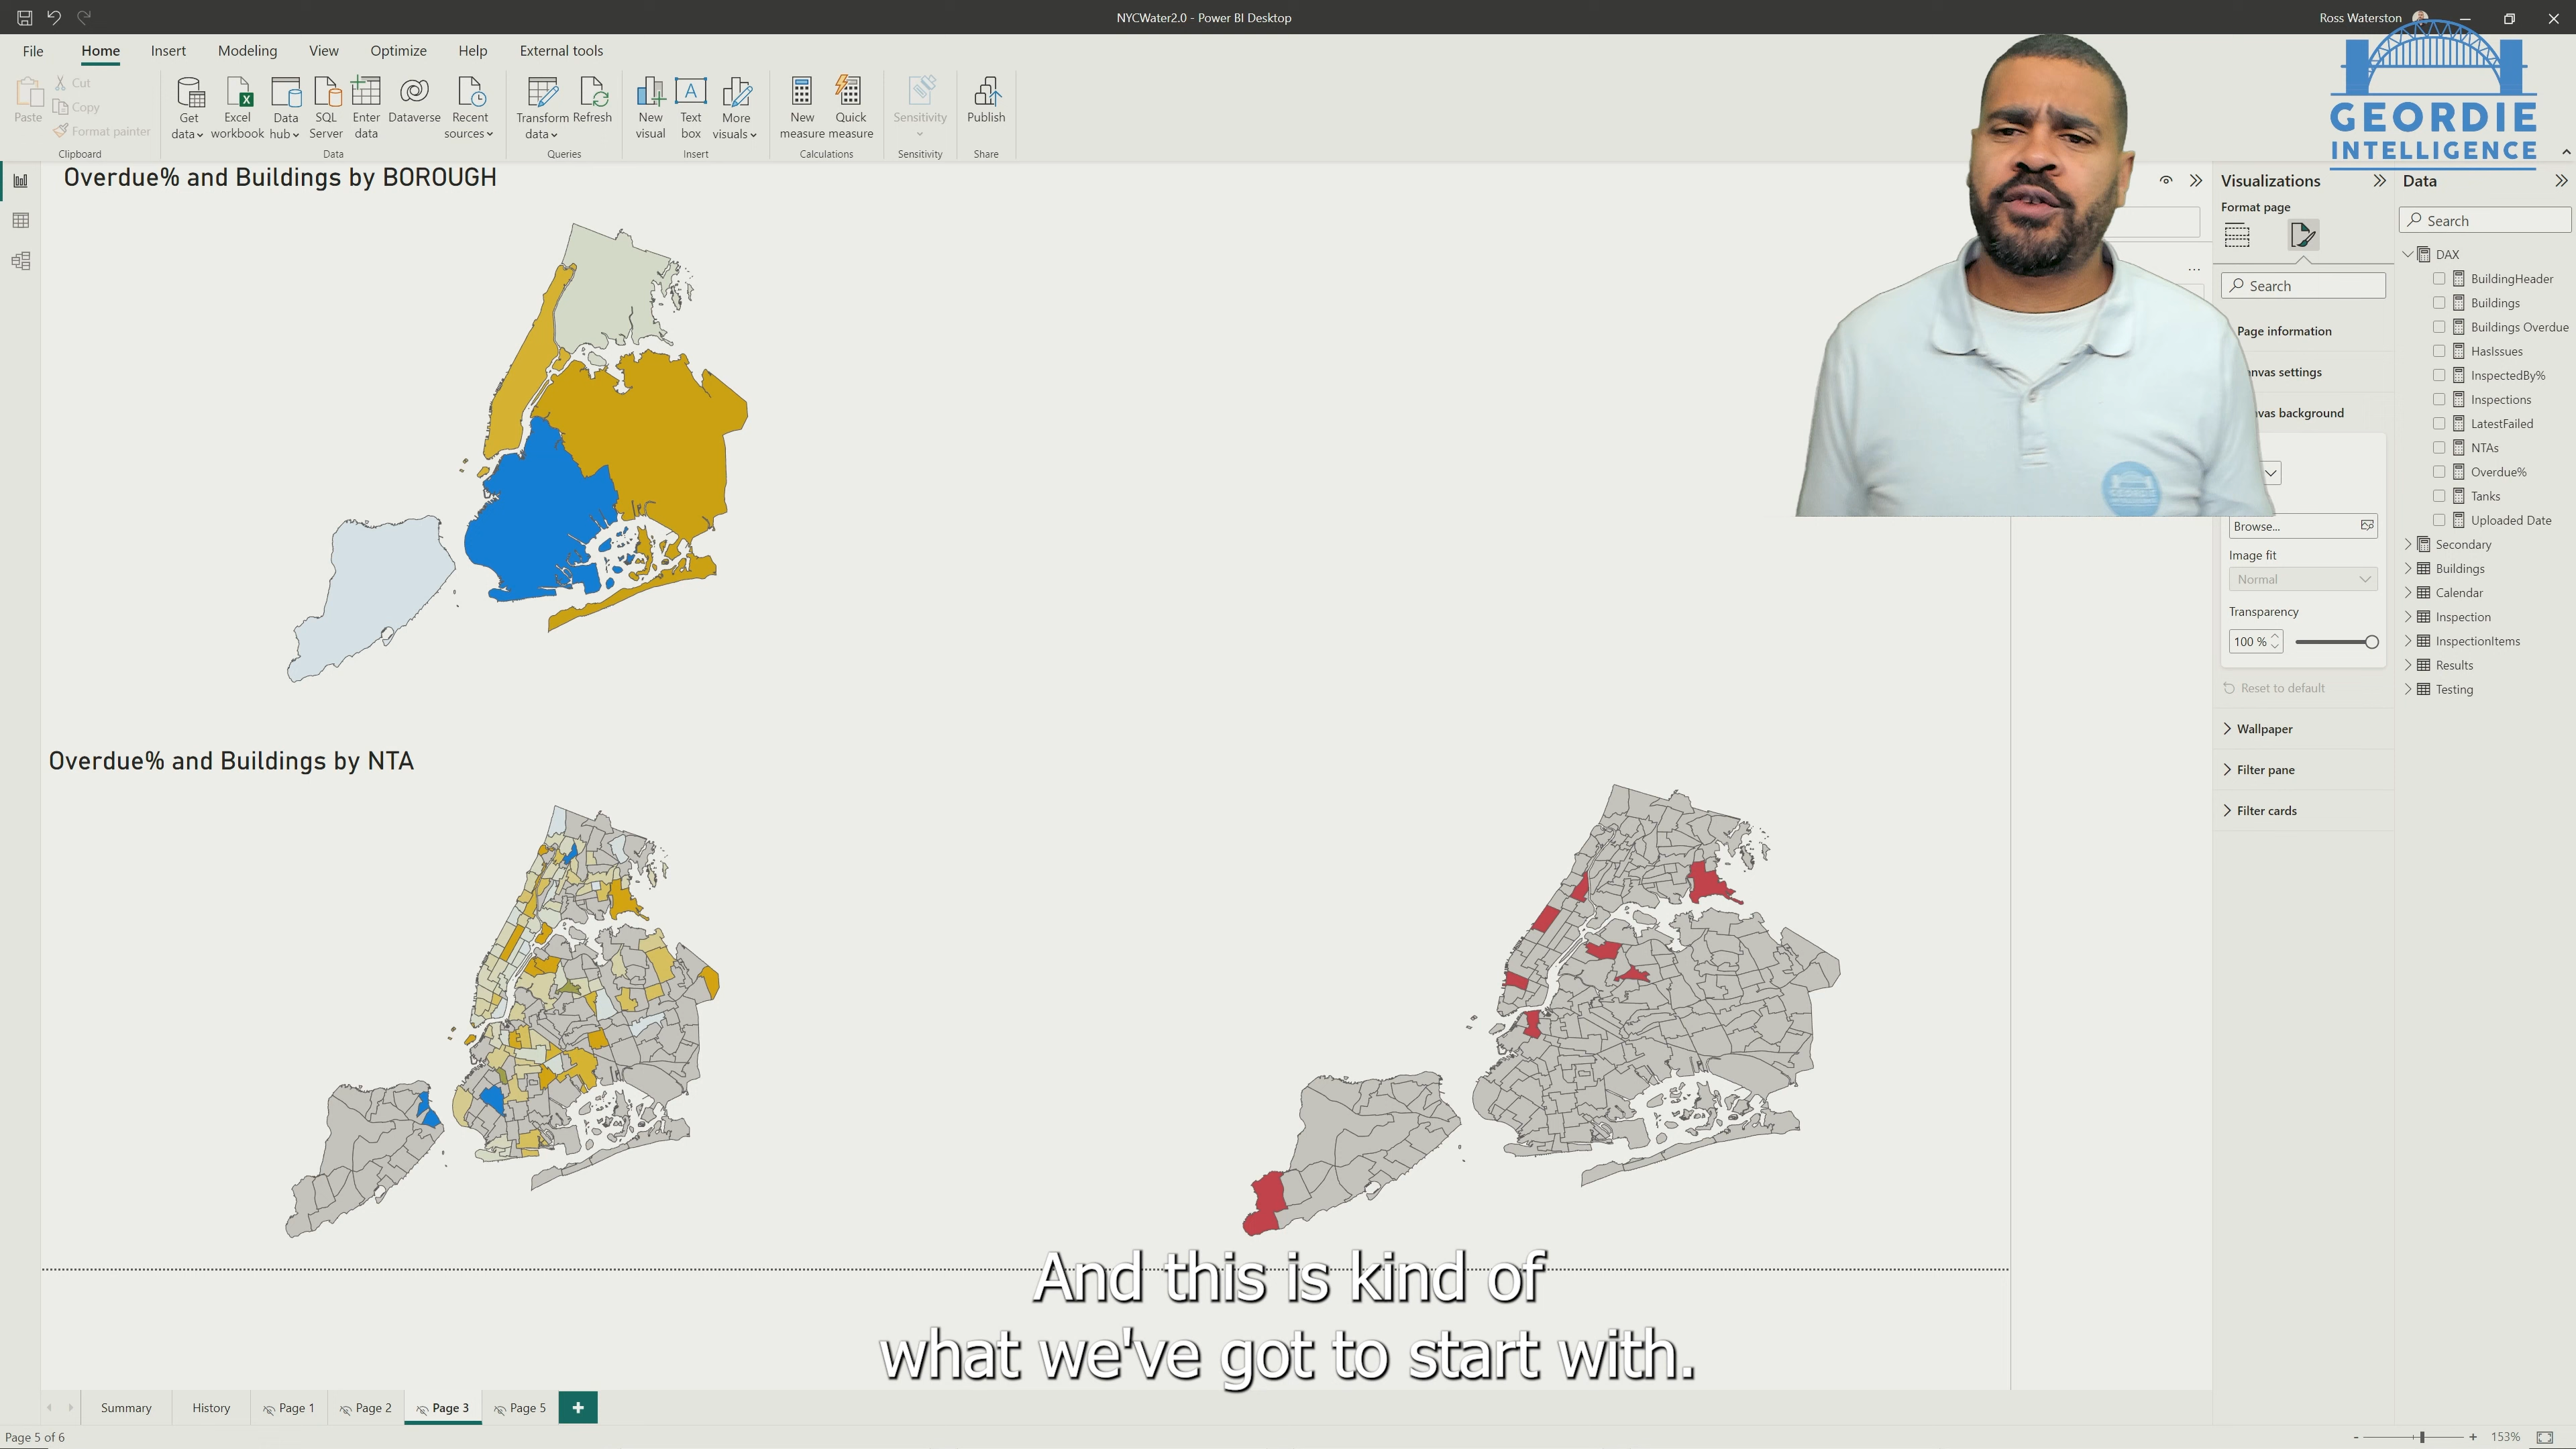 NYCWater2.0 - Power BI Desktop
Ross Waterston
File Home Insert Modeling View Optimize Help External tools
Paste
Cut
Copy
Format painter
Clipboard
Get data
Excel workbook
Data hub
SQL Server
Enter data
Dataverse
Recent sources
Data
Transform data
Refresh
Queries
New visual
Text box
More visuals
Insert
New measure
Quick measure
Calculations
Sensitivity
Sensitivity
Publish
Share
GEORDIE
INTELLIGENCE
Overdue% and Buildings by BOROUGH
Overdue% and Buildings by NTA
Visualizations
Format page
Search
Page information
nvas settings
vas background
Browse...
Image fit
Normal
Transparency
100 %
Reset to default
Wallpaper
Filter pane
Filter cards
Data
Search
DAX
BuildingHeader
Buildings
Buildings Overdue
HasIssues
InspectedBy%
Inspections
LatestFailed
NTAs
Overdue%
Tanks
Uploaded Date
Secondary
Buildings
Calendar
Inspection
InspectionItems
Results
Testing
And this is kind of
what we've got to start with.
Summary History Page 1 Page 2 Page 3 Page 5 +
Page 5 of 6
- + 153%